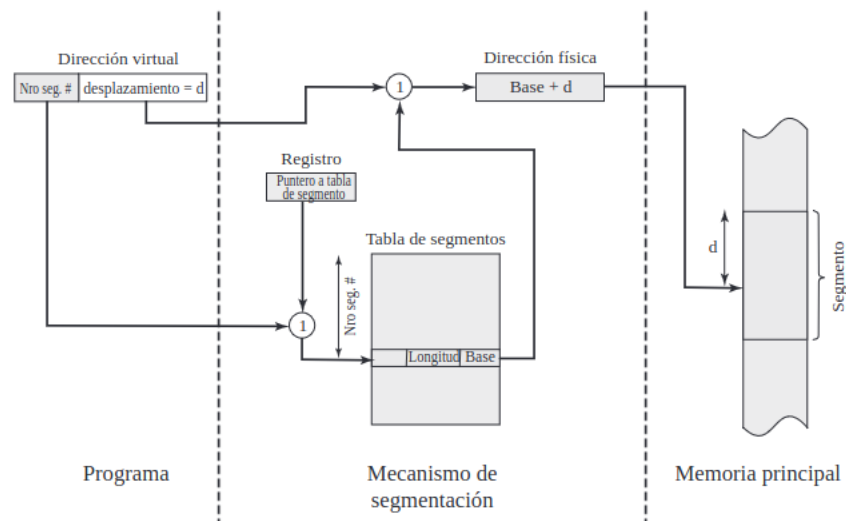 Dirección virtual
Nro seg. # desplazamiento = d
Dirección física
1
Base + d
Registro
Puntero a tabla
de segmento
Tabla de segmentos
Nro seg. #
1
Longitud Base
d
Segmento
Programa
Mecanismo de
segmentación
Memoria principal